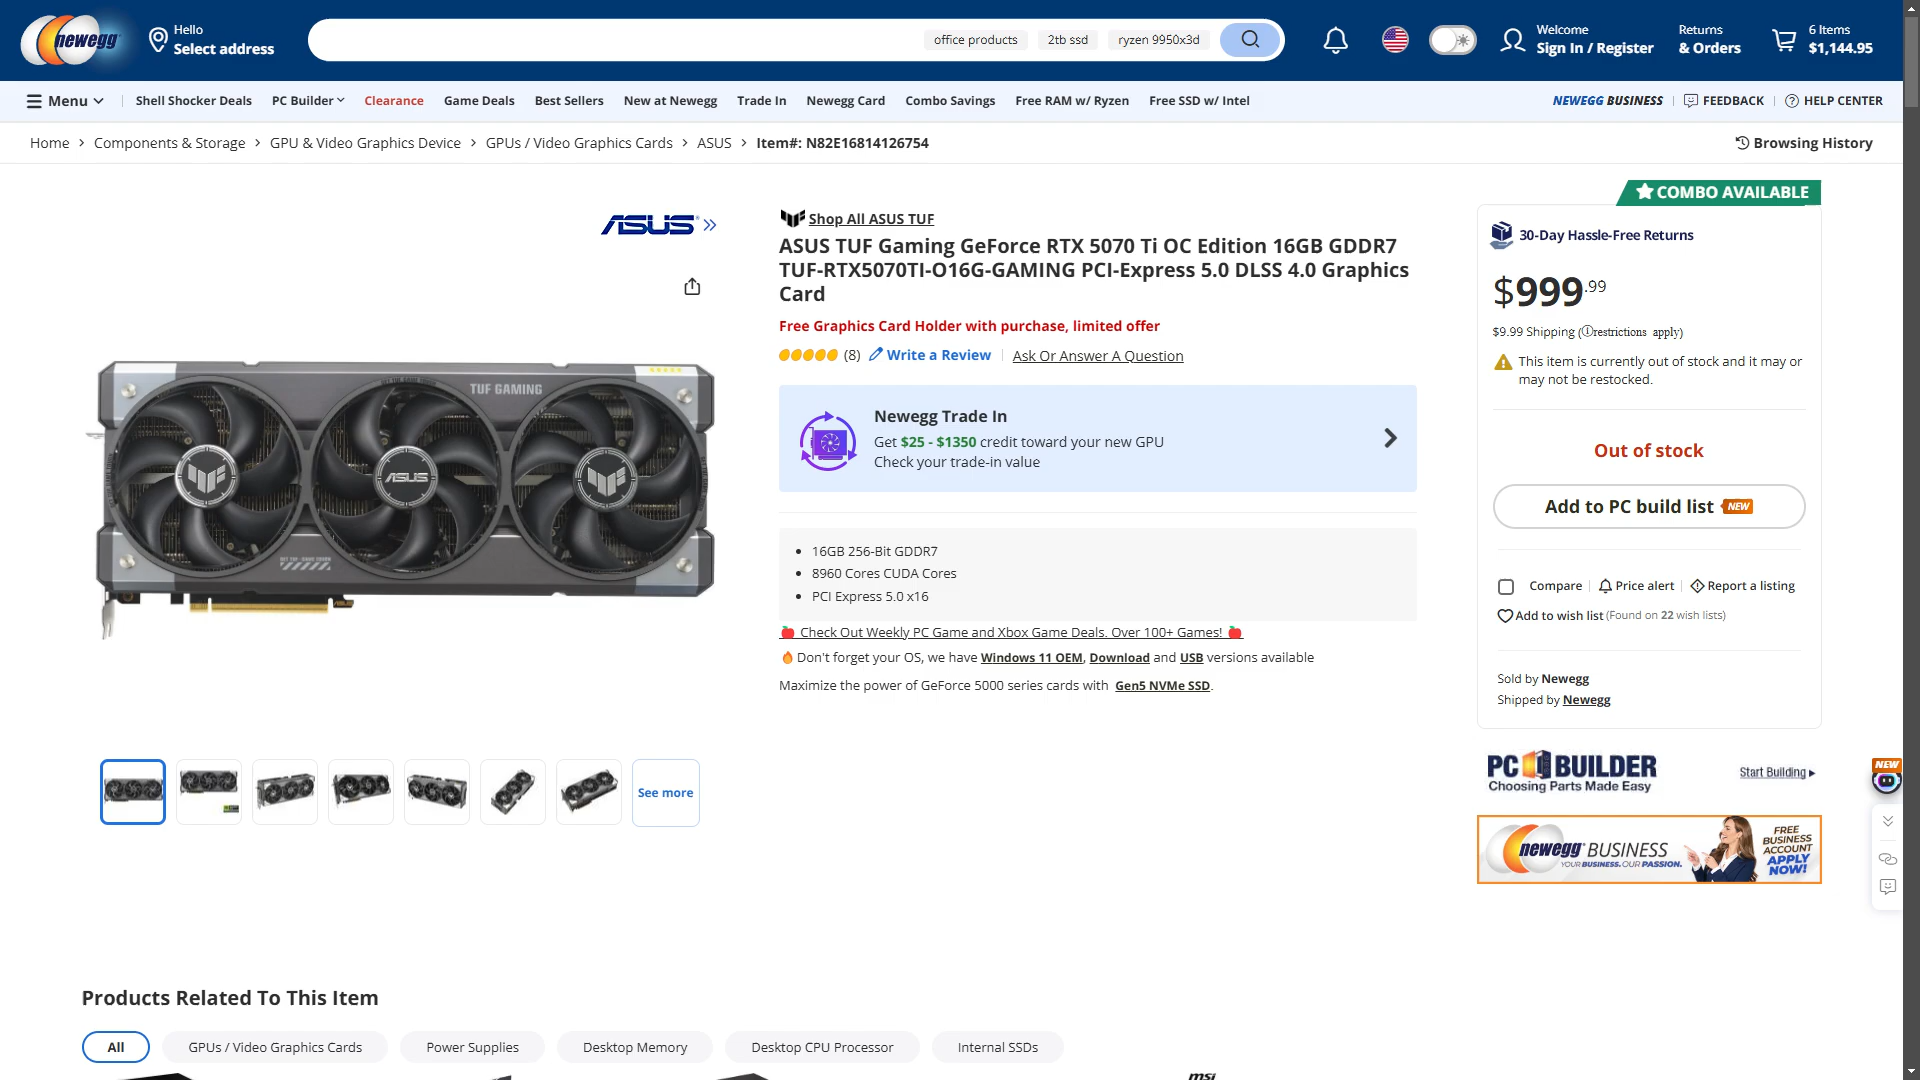 newegg
Hello
Select address
office products
2tb ssd
ryzen 9950x3d
Welcome
Sign In / Register
Returns
& Orders
6 Items
$1,144.95
Menu
Shell Shocker Deals
PC Builder
Clearance
Game Deals
Best Sellers
New at Newegg
Trade In
Newegg Card
Combo Savings
Free RAM w/ Ryzen
Free SSD w/ Intel
NEWEGG BUSINESS
FEEDBACK
HELP CENTER
Home
Components & Storage
GPU & Video Graphics Device
GPUs / Video Graphics Cards
ASUS
Item#: N82E16814126754
Browsing History
ASUS
TUF GAMING
ASUS
Shop All ASUS TUF
ASUS TUF Gaming GeForce RTX 5070 Ti OC Edition 16GB GDDR7
TUF-RTX5070TI-O16G-GAMING PCI-Express 5.0 DLSS 4.0 Graphics
Card
Free Graphics Card Holder with purchase, limited offer
(8)
Write a Review
Ask Or Answer A Question
Newegg Trade In
Get $25 - $1350 credit toward your new GPU
Check your trade-in value
16GB 256-Bit GDDR7
8960 Cores CUDA Cores
PCI Express 5.0 x16
Check Out Weekly PC Game and Xbox Game Deals. Over 100+ Games!
Don't forget your OS, we have Windows 11 OEM, Download and USB versions available
Maximize the power of GeForce 5000 series cards with Gen5 NVMe SSD.
See more
COMBO AVAILABLE
30-Day Hassle-Free Returns
$999.99
$9.99 Shipping (restrictions apply)
This item is currently out of stock and it may or
may not be restocked.
Out of stock
Add to PC build list NEW
Compare
Price alert
Report a listing
Add to wish list (Found on 22 wish lists)
Sold by Newegg
Shipped by Newegg
PC BUILDER
Choosing Parts Made Easy
Start Building
NEW
newegg BUSINESS
YOUR BUSINESS. OUR PASSION.
FREE
BUSINESS
ACCOUNT
APPLY
NOW!
Products Related To This Item
All
GPUs / Video Graphics Cards
Power Supplies
Desktop Memory
Desktop CPU Processor
Internal SSDs
msi